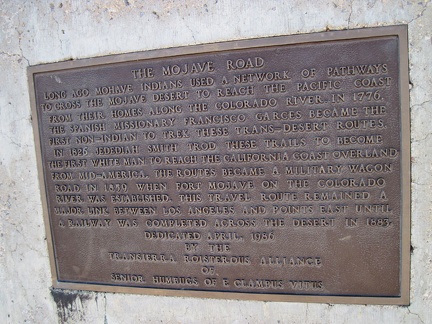 THE MOJAVE ROAD
LONG AGO MOHAVE INDIANS USED A NETWORK OF PATHWAYS
TO CROSS THE MOJAVE DESERT TO REACH THE PACIFIC COAST
FROM THEIR HOMES ALONG THE COLORADO RIVER. IN 1776,
THE SPANISH MISSIONARY FRANCISCO GARCES BECAME THE
FIRST NON-INDIAN TO TREK THESE TRANS-DESERT ROUTES.
IN 1826 JEDEDIAH SMITH TROD THESE TRAILS TO BECOME
THE FIRST WHITE MAN TO REACH THE CALIFORNIA COAST OVERLAND
FROM MID-AMERICA. THE ROUTES BECAME A MILITARY WAGON
ROAD IN 1859 WHEN FORT MOJAVE ON THE COLORADO
RIVER WAS ESTABLISHED. THIS TRAVEL ROUTE REMAINED A
MAJOR LINK BETWEEN LOS ANGELES AND POINTS EAST UNTIL
A RAILWAY WAS COMPLETED ACROSS THE DESERT IN 1883.
DEDICATED APRIL, 1986
BY THE
TRANSIERRA ROISTEROUS ALLIANCE
OF
SENIOR HUMBUGS OF E CLAMPUS VITUS